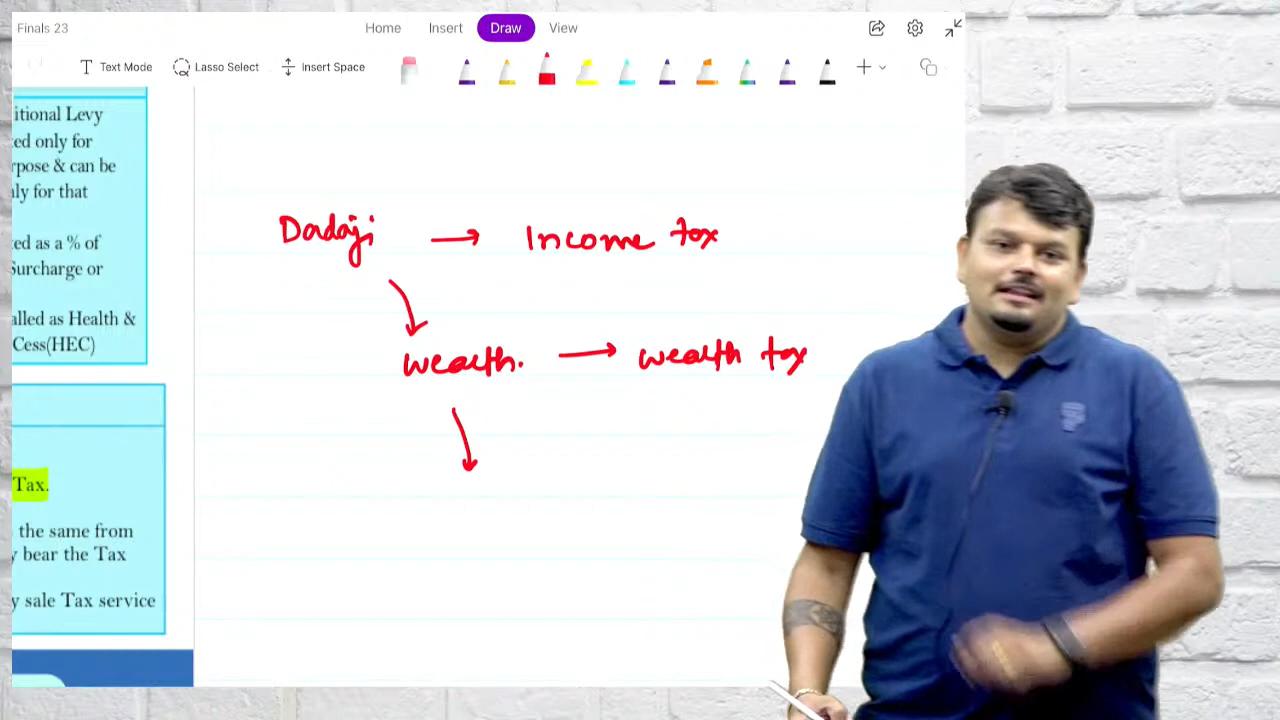 Finals 23
Home Insert Draw View
Text Mode Lasso Select Insert Space
itional Levy
ed only for
rpose & can be
ly for that
ed as a % of
Surcharge or
alled as Health &
Cess(HEC)
Tax.
the same from
y bear the Tax
y sale Tax service
Dadaji → Income tax
wealth. → wealth tax